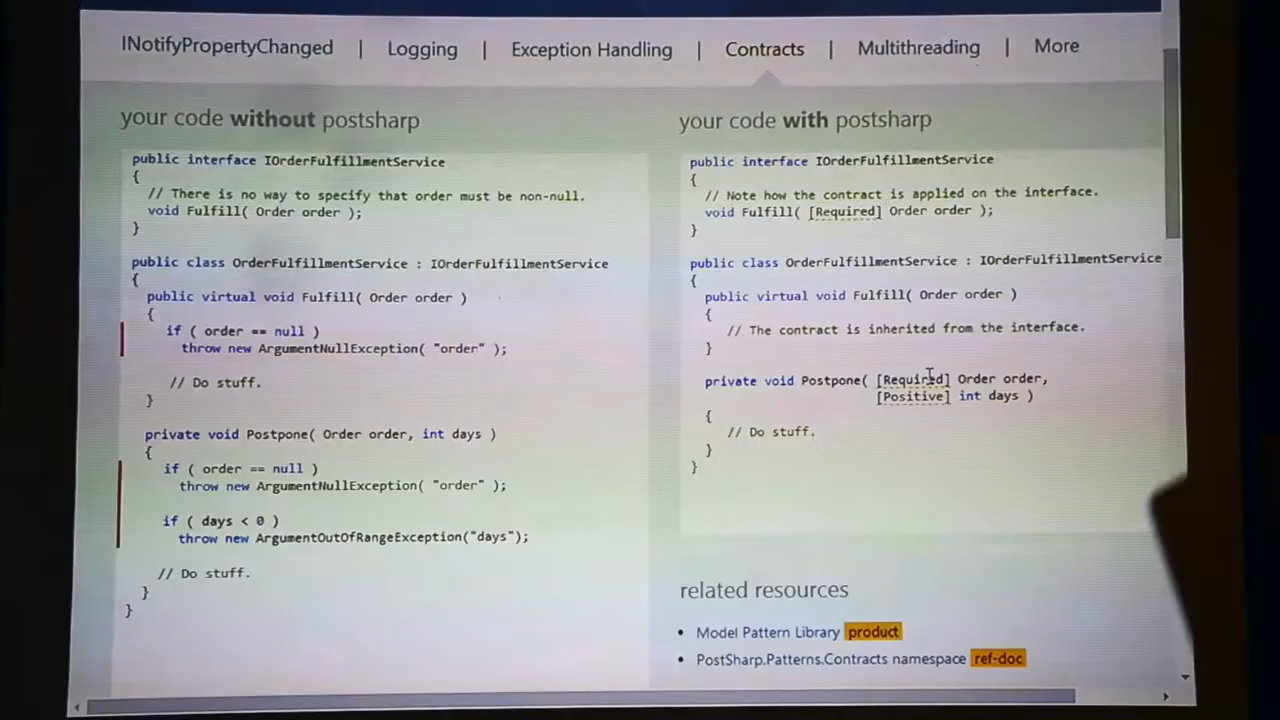 INotifyPropertyChanged | Logging | Exception Handling | Contracts | Multithreading | More
your code without postsharp
public interface IOrderFulfillmentService
{
// There is no way to specify that order must be non-null.
void Fulfill( Order order );
}
public class OrderFulfillmentService : IOrderFulfillmentService
{
public virtual void Fulfill( Order order )
{
if ( order == null )
throw new ArgumentNullException( "order" );
// Do stuff.
}
private void Postpone( Order order, int days )
{
if ( order == null )
throw new ArgumentNullException( "order" );
if ( days < 0 )
throw new ArgumentOutOfRangeException("days");
// Do stuff.
}
}
your code with postsharp
public interface IOrderFulfillmentService
{
// Note how the contract is applied on the interface.
void Fulfill( [Required] Order order );
}
public class OrderFulfillmentService : IOrderFulfillmentService
{
public virtual void Fulfill( Order order )
{
// The contract is inherited from the interface.
}
private void Postpone( [Required] Order order,
[Positive] int days )
{
// Do stuff.
}
}
related resources
• Model Pattern Library product
• PostSharp.Patterns.Contracts namespace ref-doc